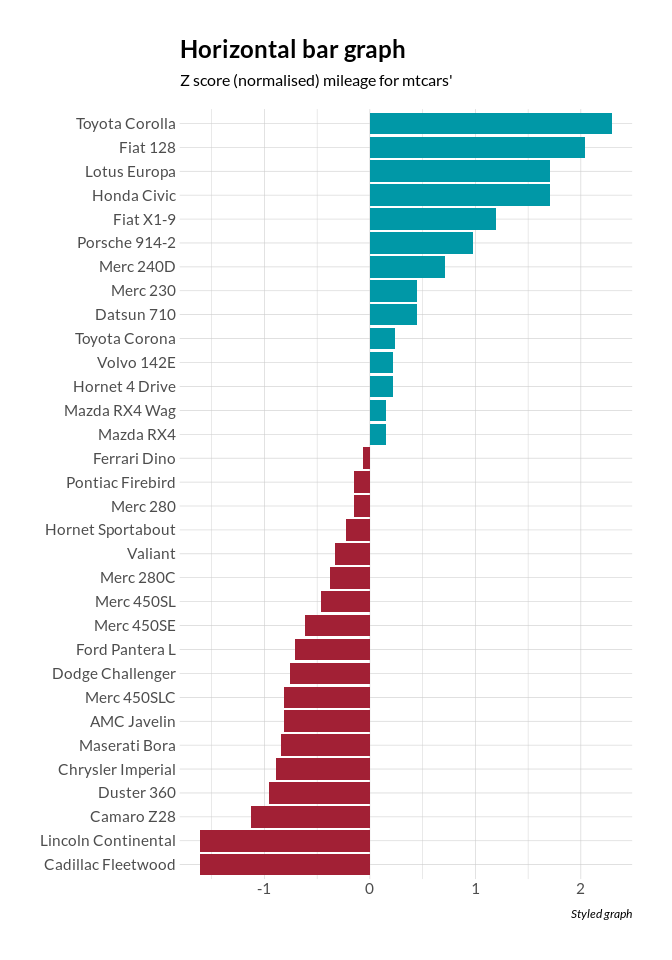 Horizontal bar graph
Z score (normalised) mileage for mtcars'
Toyota Corolla
Fiat 128
Lotus Europa
Honda Civic
Fiat X1-9
Porsche 914-2
Merc 240D
Merc 230
Datsun 710
Toyota Corona
Volvo 142E
Hornet 4 Drive
Mazda RX4 Wag
Mazda RX4
Ferrari Dino
Pontiac Firebird
Merc 280
Hornet Sportabout
Valiant
Merc 280C
Merc 450SL
Merc 450SE
Ford Pantera L
Dodge Challenger
Merc 450SLC
AMC Javelin
Maserati Bora
Chrysler Imperial
Duster 360
Camaro Z28
Lincoln Continental
Cadillac Fleetwood
-1 0 1 2
Styled graph